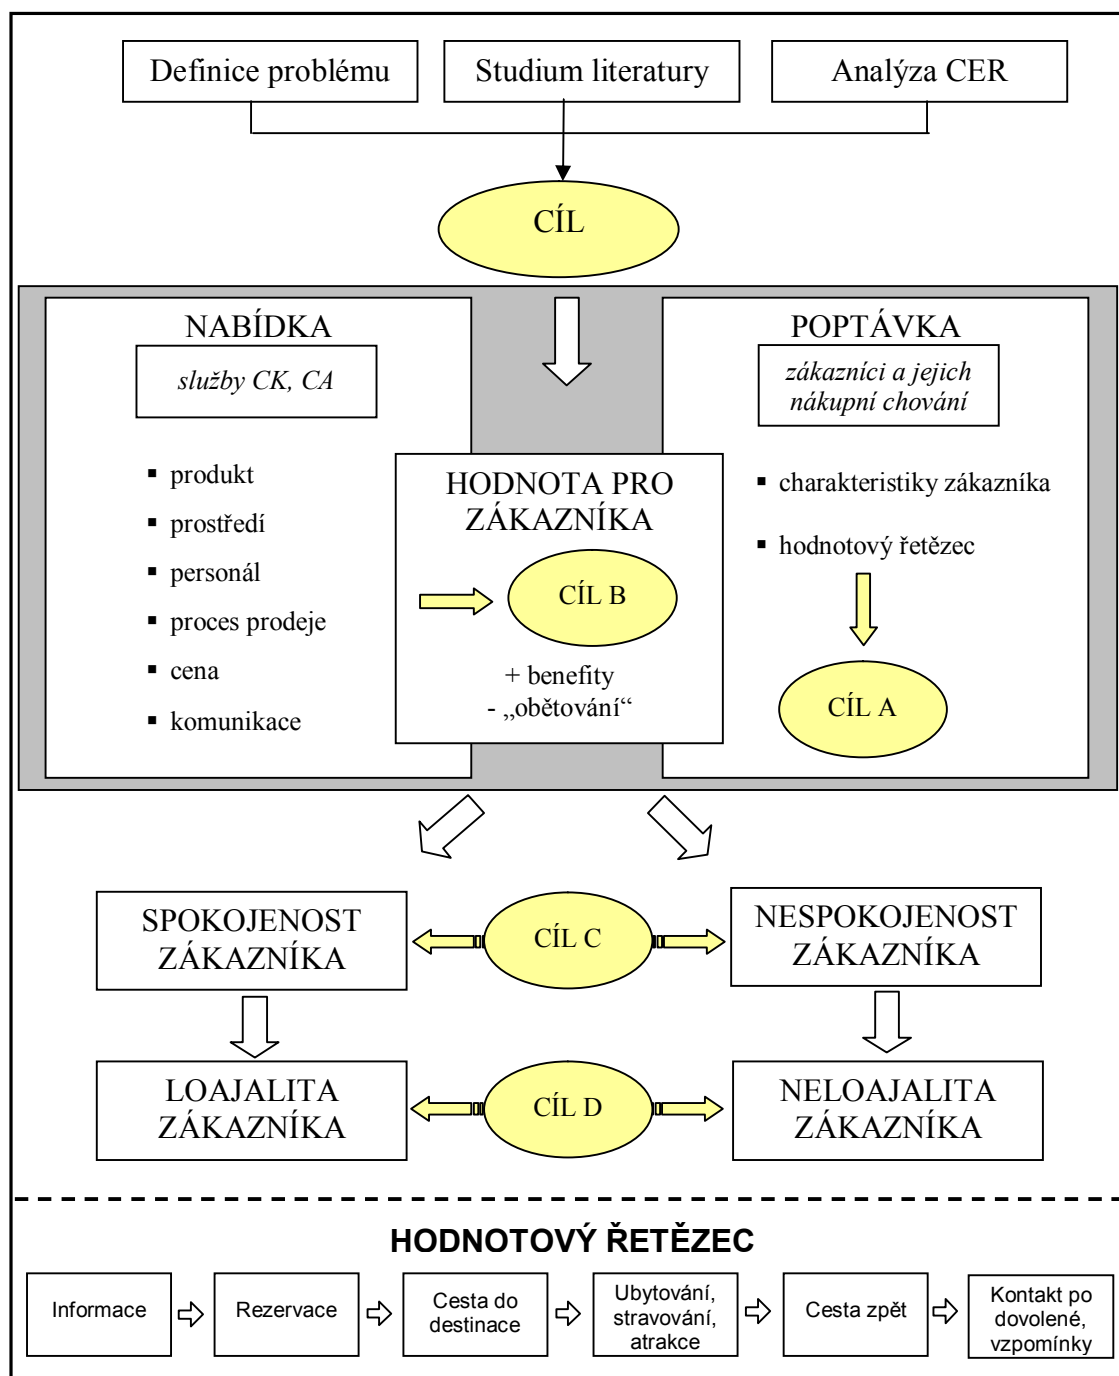 Definice problému
Studium literatury
Analýza CER
CÍL
NABÍDKA
služby CK, CA
▪ produkt
▪ prostředí
▪ personál
▪ proces prodeje
▪ cena
▪ komunikace
HODNOTA PRO
ZÁKAZNÍKA
CÍL B
+ benefity
- „obětování“
POPTÁVKA
zákazníci a jejich
nákupní chování
▪ charakteristiky zákazníka
▪ hodnotový řetězec
CÍL A
SPOKOJENOST
ZÁKAZNÍKA
CÍL C
NESPOKOJENOST
ZÁKAZNÍKA
LOAJALITA
ZÁKAZNÍKA
CÍL D
NELOAJALITA
ZÁKAZNÍKA
HODNOTOVÝ ŘETĚZEC
Informace
Rezervace
Cesta do
destinace
Ubytování,
stravování,
atrakce
Cesta zpět
Kontakt po
dovolené,
vzpomínky